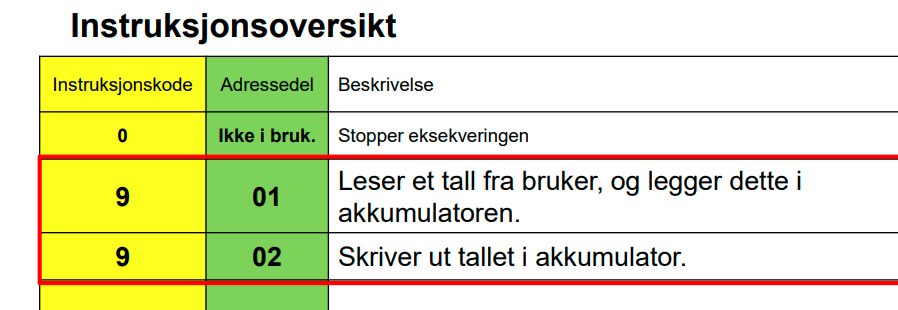 Instruksjonsoversikt
Instruksjonskode Adressedel Beskrivelse
0 Ikke i bruk. Stopper eksekveringen
9 01 Leser et tall fra bruker, og legger dette i
akkumulatoren.
9 02 Skriver ut tallet i akkumulator.